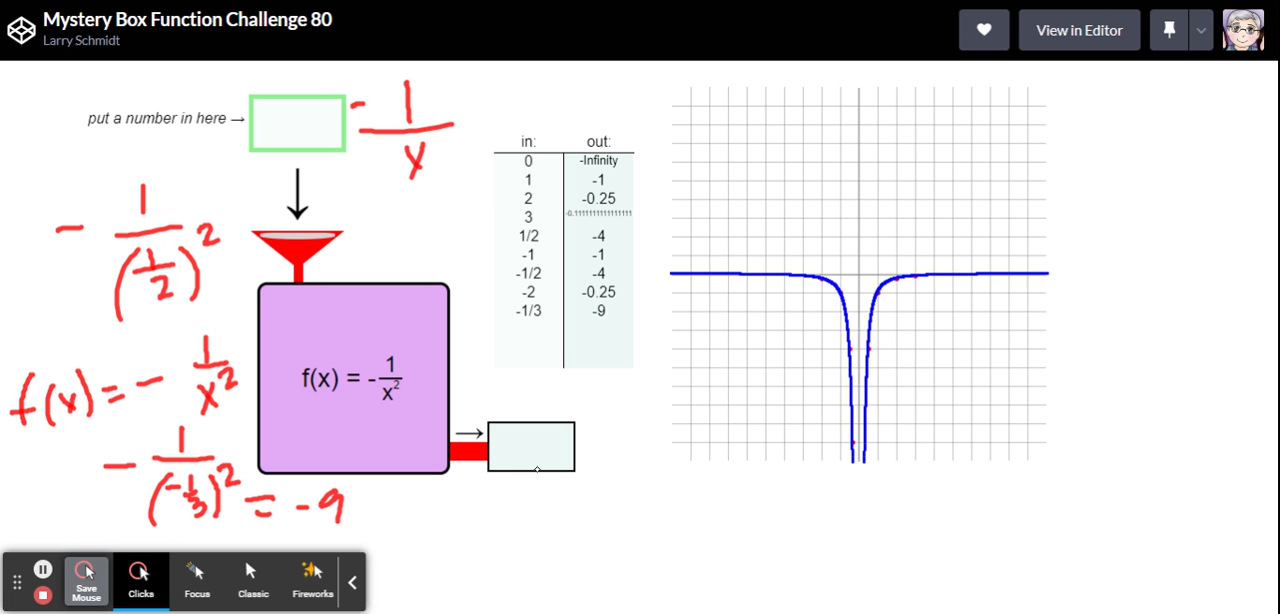 Mystery Box Function Challenge 80
Larry Schmidt
View in Editor
put a number in here →
- 1/x
in: out:
0 -Infinity
1 -1
2 -0.25
3 -0.1111111111111111
1/2 -4
-1 -1
-1/2 -4
-2 -0.25
-1/3 -9
- 1/(1/2)²
f(x) = - 1/x²
f(x) = - 1/x²
- 1/(-1/3)² = -9
Save Mouse
Clicks
Focus
Classic
Fireworks